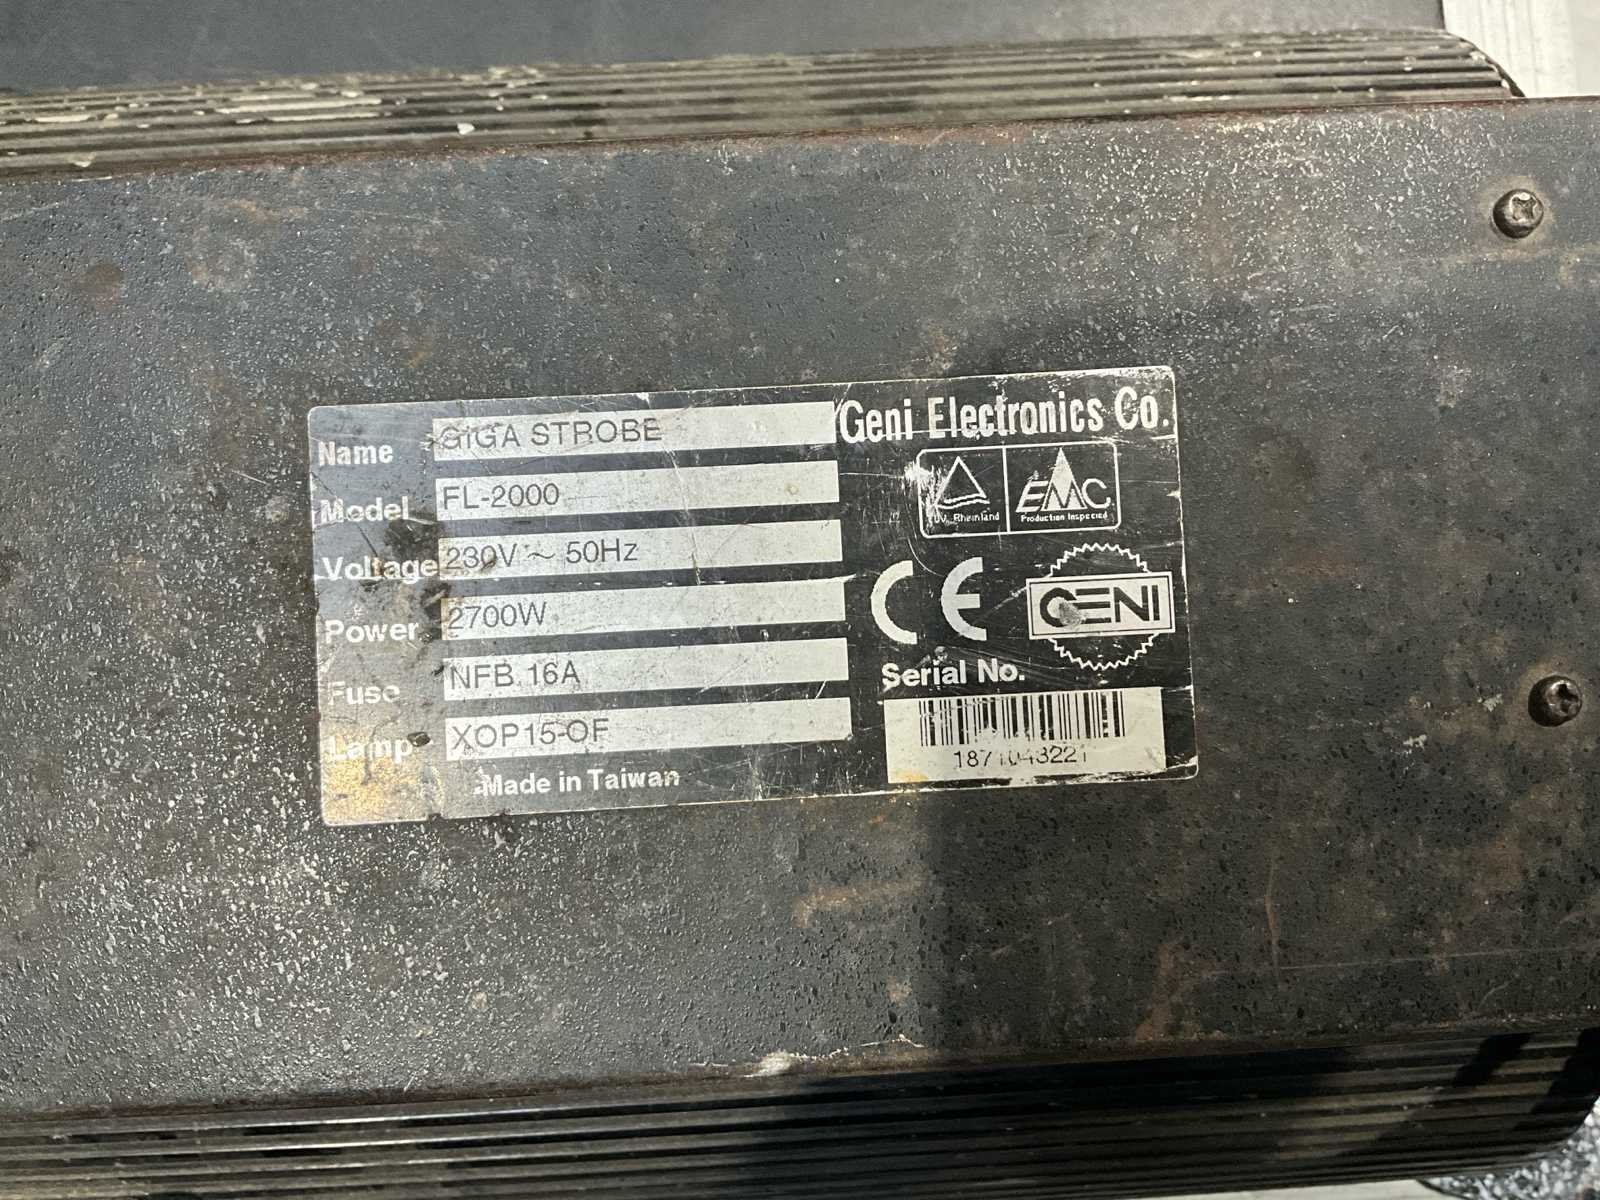 Name GIGA STROBE
Geni Electronics Co.
Model FL-2000
TÜV Rheinland
EMC
Production Inspected
Voltage 230V ~ 50Hz
CE
GENI
Power 2700W
Fuse NFB 16A
Serial No.
Lamp XOP15-OF
1871043221
Made in Taiwan